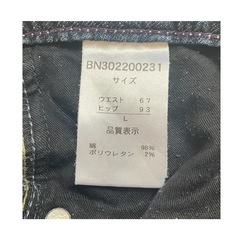 BN302200231
サイズ
ウエスト 67
ヒップ 93
L
品質表示
綿 98%
ポリウレタン 2%